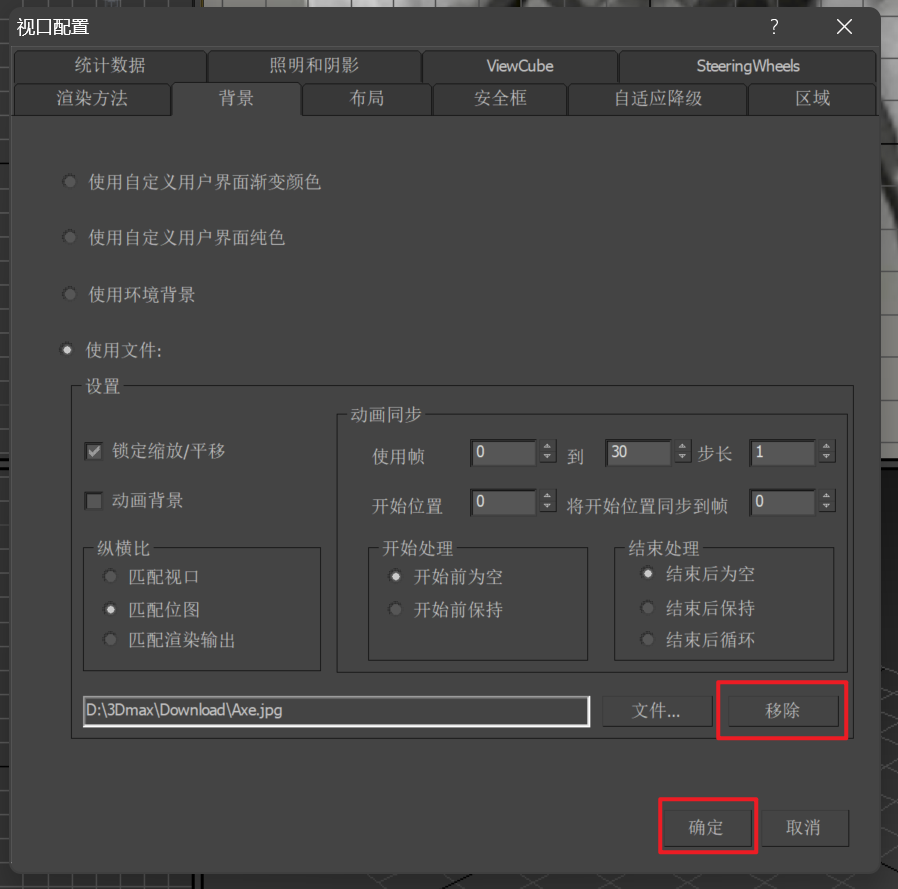 视口配置
?
统计数据 照明和阴影 ViewCube SteeringWheels
渲染方法 背景 布局 安全框 自适应降级 区域
使用自定义用户界面渐变颜色
使用自定义用户界面纯色
使用环境背景
使用文件:
设置
锁定缩放/平移
动画背景
纵横比
匹配视口
匹配位图
匹配渲染输出
动画同步
使用帧 0 到 30 步长 1
开始位置 0 将开始位置同步到帧 0
开始处理
开始前为空
开始前保持
结束处理
结束后为空
结束后保持
结束后循环
D:\3Dmax\Download\Axe.jpg 文件... 移除
确定 取消